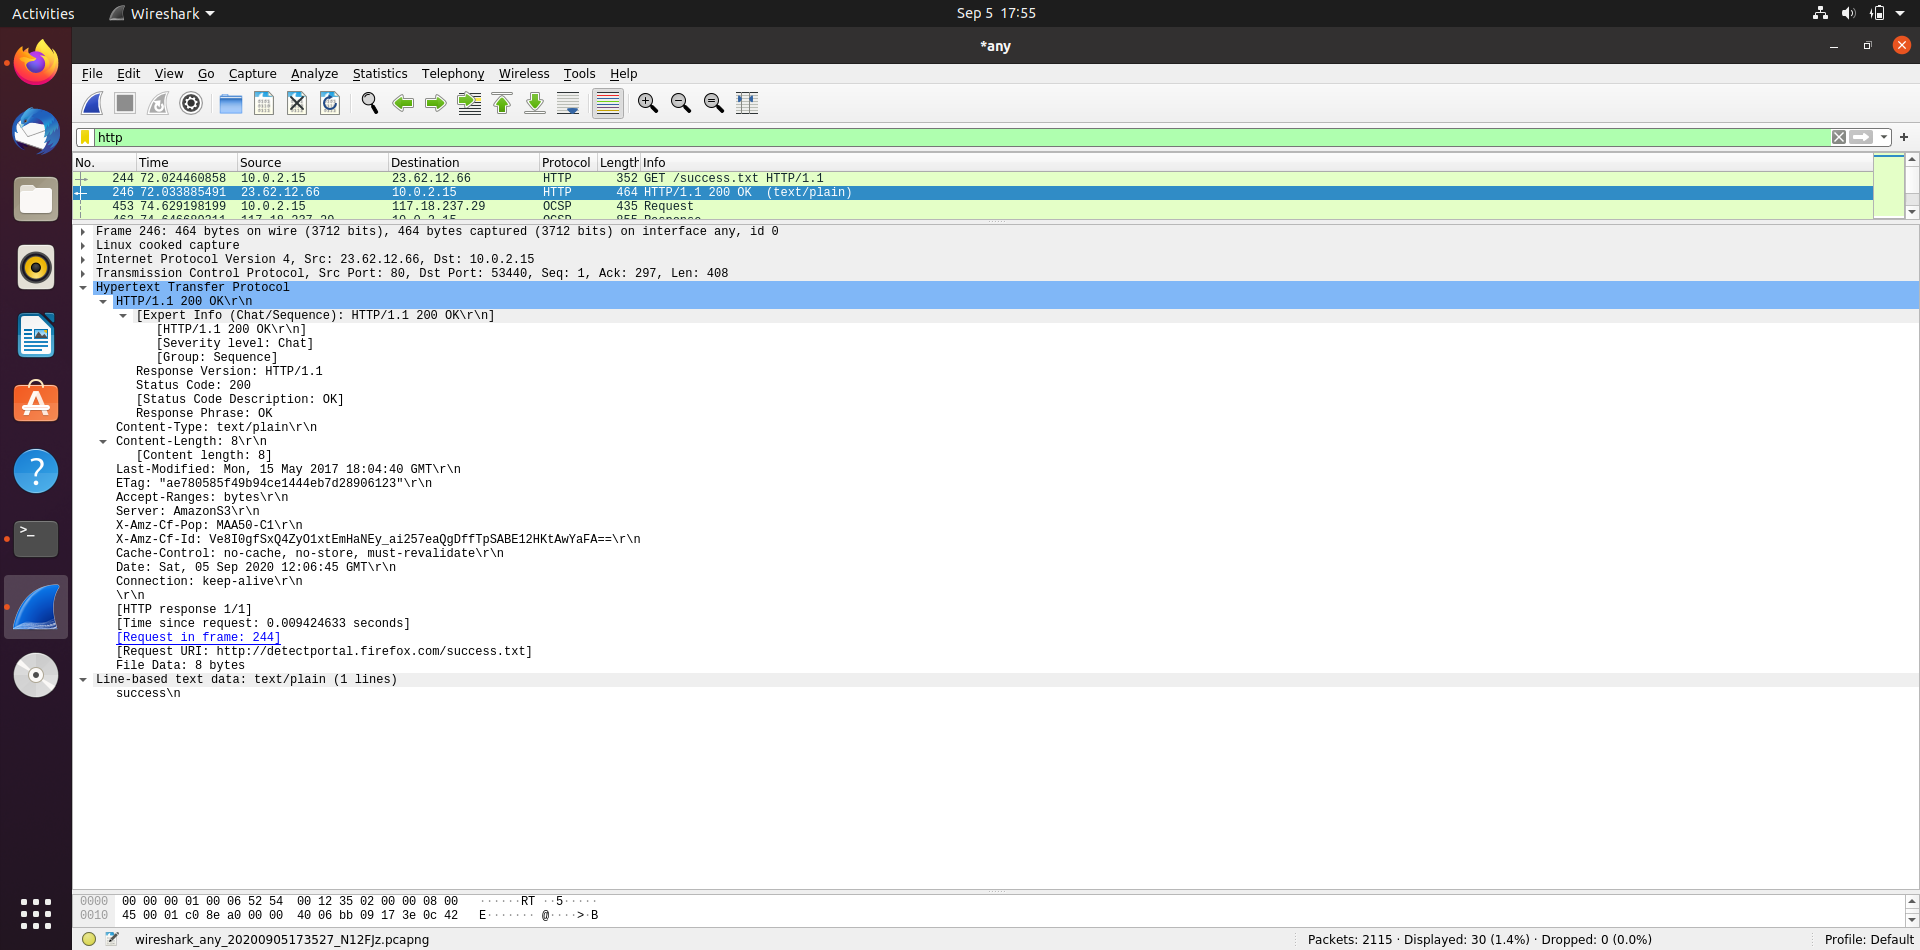 Activities
Wireshark
Sep 5 17:55
*any
File Edit View Go Capture Analyze Statistics Telephony Wireless Tools Help
http
No. Time Source Destination Protocol Length Info
244 72.024460858 10.0.2.15 23.62.12.66 HTTP 352 GET /success.txt HTTP/1.1
246 72.033885491 23.62.12.66 10.0.2.15 HTTP 464 HTTP/1.1 200 OK (text/plain)
453 74.629198199 10.0.2.15 117.18.237.29 OCSP 435 Request
Frame 246: 464 bytes on wire (3712 bits), 464 bytes captured (3712 bits) on interface any, id 0
Linux cooked capture
Internet Protocol Version 4, Src: 23.62.12.66, Dst: 10.0.2.15
Transmission Control Protocol, Src Port: 80, Dst Port: 53440, Seq: 1, Ack: 297, Len: 408
Hypertext Transfer Protocol
HTTP/1.1 200 OK\r\n
[Expert Info (Chat/Sequence): HTTP/1.1 200 OK\r\n]
[HTTP/1.1 200 OK\r\n]
[Severity level: Chat]
[Group: Sequence]
Response Version: HTTP/1.1
Status Code: 200
[Status Code Description: OK]
Response Phrase: OK
Content-Type: text/plain\r\n
Content-Length: 8\r\n
[Content length: 8]
Last-Modified: Mon, 15 May 2017 18:04:40 GMT\r\n
ETag: "ae780585f49b94ce1444eb7d28906123"\r\n
Accept-Ranges: bytes\r\n
Server: AmazonS3\r\n
X-Amz-Cf-Pop: MAA50-C1\r\n
X-Amz-Cf-Id: Ve8I0gfSxQ4ZyO1xtEmHaNEy_ai257eaQgDffTpSABE12HKtAwYaFA==\r\n
Cache-Control: no-cache, no-store, must-revalidate\r\n
Date: Sat, 05 Sep 2020 12:06:45 GMT\r\n
Connection: keep-alive\r\n
\r\n
[HTTP response 1/1]
[Time since request: 0.009424633 seconds]
[Request in frame: 244]
[Request URI: http://detectportal.firefox.com/success.txt]
File Data: 8 bytes
Line-based text data: text/plain (1 lines)
success\n
0000 00 00 00 01 00 06 52 54 00 12 35 02 00 00 08 00 ······RT ··5·····
0010 45 00 01 c0 8e a0 00 00 40 06 bb 09 17 3e 0c 42 E······· @····>·B
wireshark_any_20200905173527_N12FJz.pcapng
Packets: 2115 · Displayed: 30 (1.4%) · Dropped: 0 (0.0%)
Profile: Default